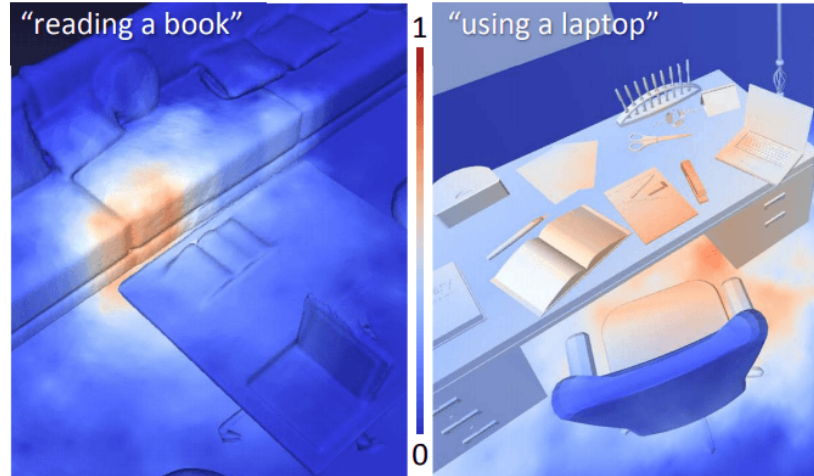 “reading a book”
1
0
“using a laptop”